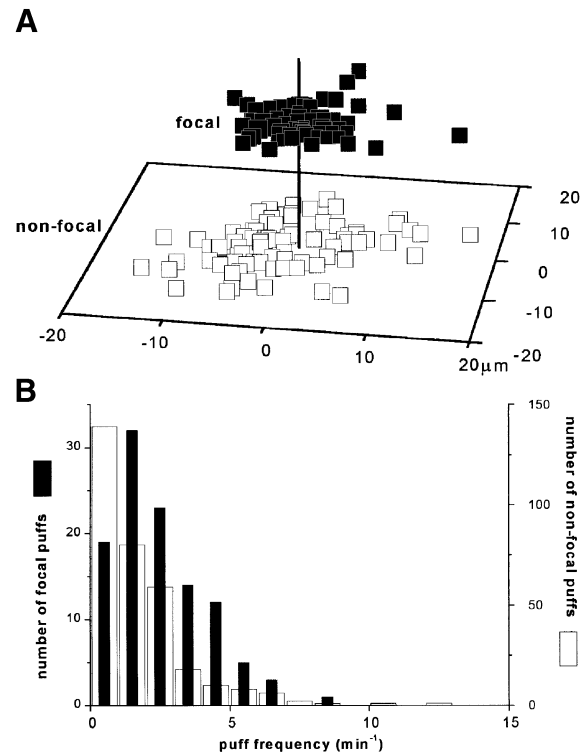 A
focal
non-focal
20
10
0
-10
-20
-20
-10
0
10
20μm
B
number of focal puffs
30
20
10
0
150
100
50
0
number of non-focal puffs
0
5
10
15
puff frequency (min⁻¹)